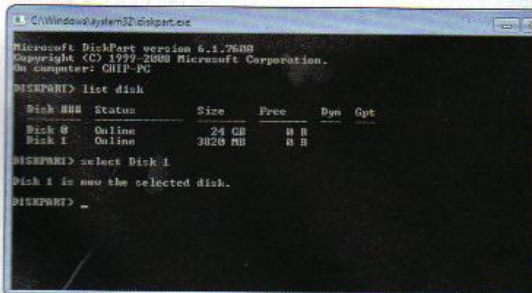 C:\Windows\system32\diskpart.exe
Microsoft DiskPart version 6.1.7600
Copyright (C) 1999-2008 Microsoft Corporation.
On computer: CHIP-PC
DISKPART> list disk
Disk ### Status Size Free Dyn Gpt
Disk 0 Online 24 GB 0 B
Disk 1 Online 3820 MB 0 B
DISKPART> select Disk 1
Disk 1 is now the selected disk.
DISKPART> _